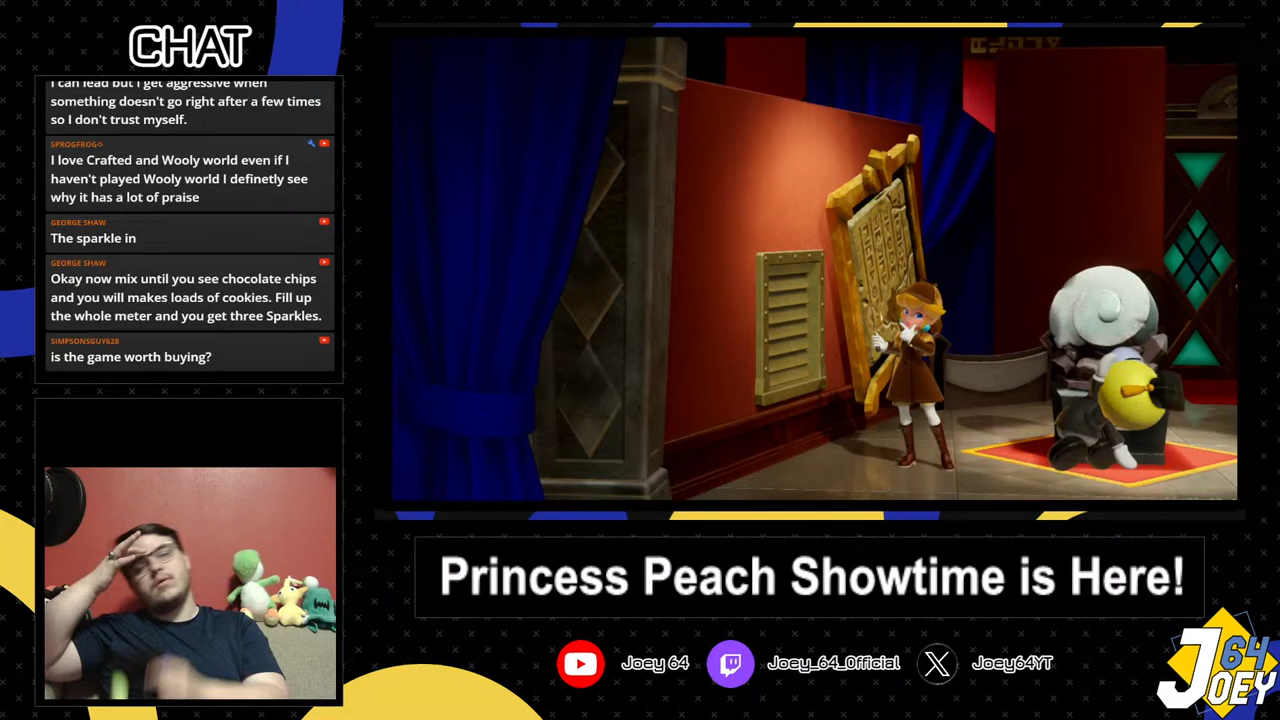 CHAT
I can lead but I get aggressive when
something doesn't go right after a few times
so I don't trust myself.
SPROGFROG
I love Crafted and Wooly world even if I
haven't played Wooly world I definetly see
why it has a lot of praise
GEORGE SHAW
The sparkle in
GEORGE SHAW
Okay now mix until you see chocolate chips
and you will makes loads of cookies. Fill up
the whole meter and you get three Sparkles.
SIMPSONSGUY628
is the game worth buying?
Princess Peach Showtime is Here!
Joey 64
Joey_64_Official
Joey64YT
JOEY 64